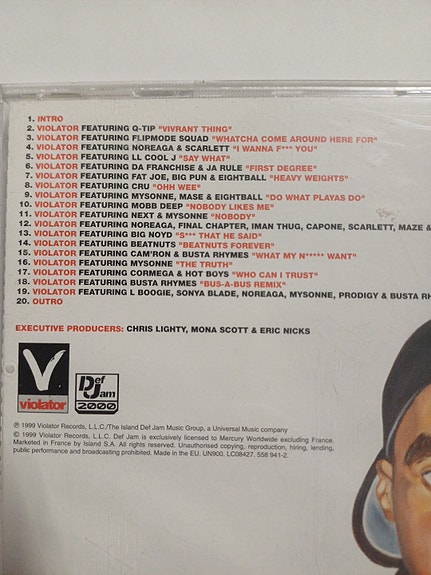 1. INTRO
2. VIOLATOR FEATURING Q-TIP "VIVRANT THING"
3. VIOLATOR FEATURING FLIPMODE SQUAD "WHATCHA COME AROUND HERE FOR"
4. VIOLATOR FEATURING NOREAGA & SCARLETT "I WANNA F*** YOU"
5. VIOLATOR FEATURING LL COOL J "SAY WHAT"
6. VIOLATOR FEATURING DA FRANCHISE & JA RULE "FIRST DEGREE"
7. VIOLATOR FEATURING FAT JOE, BIG PUN & EIGHTBALL "HEAVY WEIGHTS"
8. VIOLATOR FEATURING CRU "OHH WEE"
9. VIOLATOR FEATURING MYSONNE, MASE & EIGHTBALL "DO WHAT PLAYAS DO"
10. VIOLATOR FEATURING MOBB DEEP "NOBODY LIKES ME"
11. VIOLATOR FEATURING NEXT & MYSONNE "NOBODY"
12. VIOLATOR FEATURING NOREAGA, FINAL CHAPTER, IMAN THUG, CAPONE, SCARLETT, MAZE &
13. VIOLATOR FEATURING BIG NOYD "S*** THAT HE SAID"
14. VIOLATOR FEATURING BEATNUTS "BEATNUTS FOREVER"
15. VIOLATOR FEATURING CAM'RON & BUSTA RHYMES "WHAT MY N***** WANT"
16. VIOLATOR FEATURING MYSONNE "THE TRUTH"
17. VIOLATOR FEATURING CORMEGA & HOT BOYS "WHO CAN I TRUST"
18. VIOLATOR FEATURING BUSTA RHYMES "BUS-A-BUS REMIX"
19. VIOLATOR FEATURING L BOOGIE, SONYA BLADE, NOREAGA, MYSONNE, PRODIGY & BUSTA RH
20. OUTRO
EXECUTIVE PRODUCERS: CHRIS LIGHTY, MONA SCOTT & ERIC NICKS
V
violator
Def
Jam
2000
℗ 1999 Violator Records, L.L.C./The Island Def Jam Music Group, a Universal Music company
© 1999 Violator Records, L.L.C. Def Jam is exclusively licensed to Mercury Worldwide excluding France.
Marketed in France by Island S.A. All rights reserved. Unauthorised copying, reproduction, hiring, lending,
public performance and broadcasting prohibited. Made in the EU. UN900. LC08427. 558 941-2.